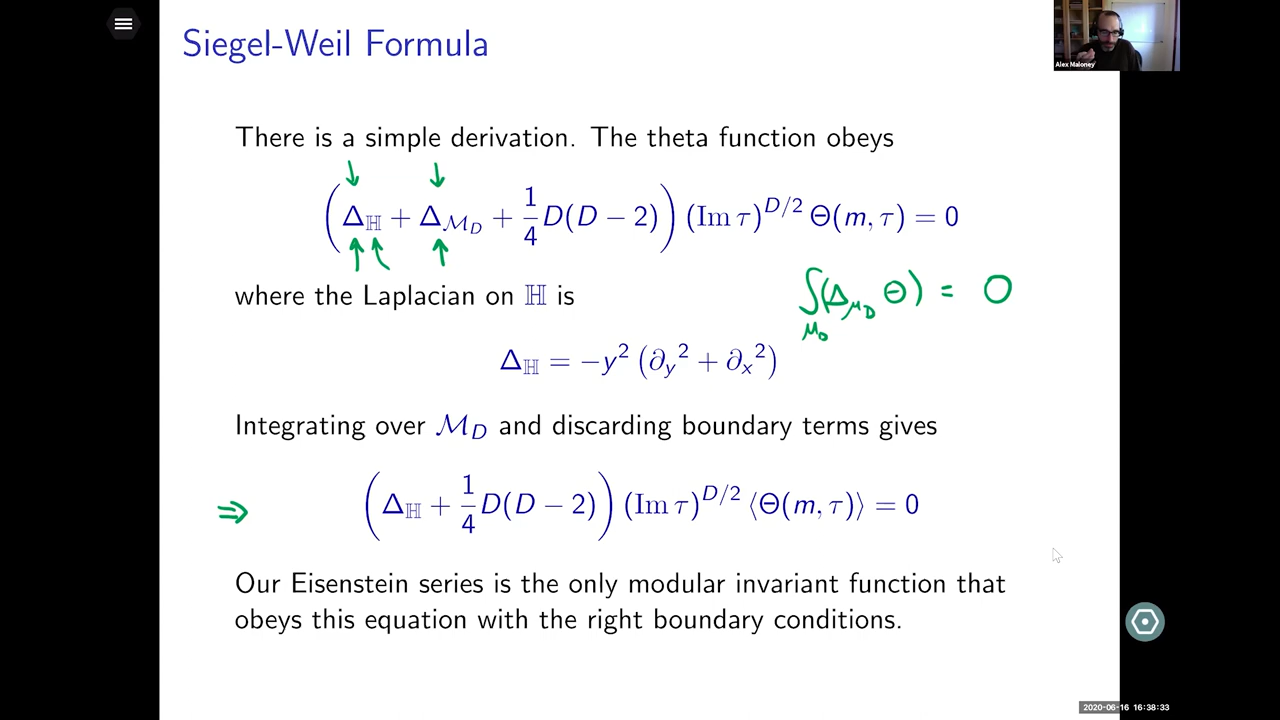 Siegel-Weil Formula
Alex Maloney
There is a simple derivation. The theta function obeys
(Δ_ℍ + Δ_{ℳ_D} + 1/4 D(D − 2)) (Im τ)^{D/2} Θ(m, τ) = 0
where the Laplacian on ℍ is
∫_{M_D} (Δ_{M_D} Θ) = 0
Δ_ℍ = −y² (∂_y² + ∂_x²)
Integrating over ℳ_D and discarding boundary terms gives
⇒ (Δ_ℍ + 1/4 D(D − 2)) (Im τ)^{D/2} ⟨Θ(m, τ)⟩ = 0
Our Eisenstein series is the only modular invariant function that
obeys this equation with the right boundary conditions.
2020-06-16 16:38:33